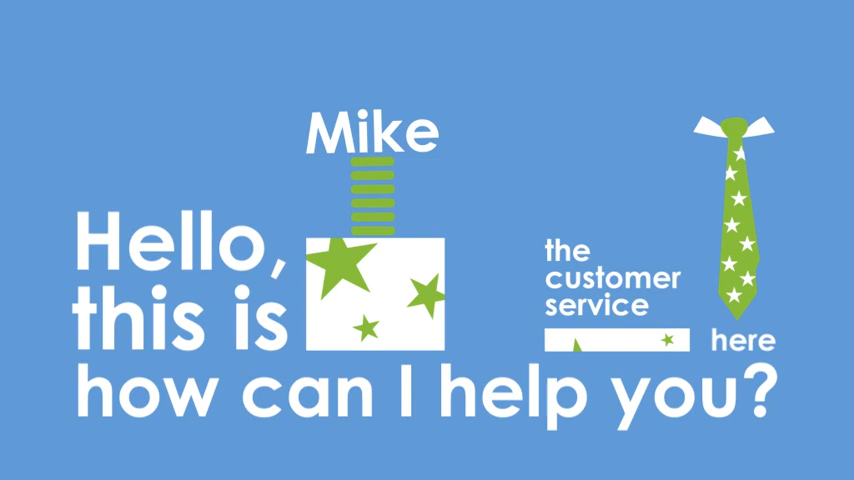 Mike
Hello,
this is
the
customer
service
here
how can I help you?